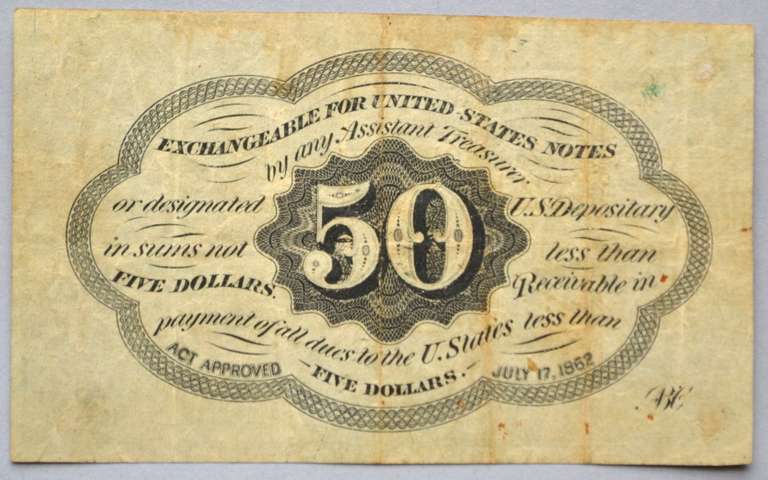 EXCHANGEABLE FOR UNITED STATES NOTES
by any Assistant Treasurer
or designated U.S. Depositary
in sums not less than
FIVE DOLLARS. Receivable in
payment of all dues to the U. States less than
FIVE DOLLARS.
ACT APPROVED JULY 17, 1862
50